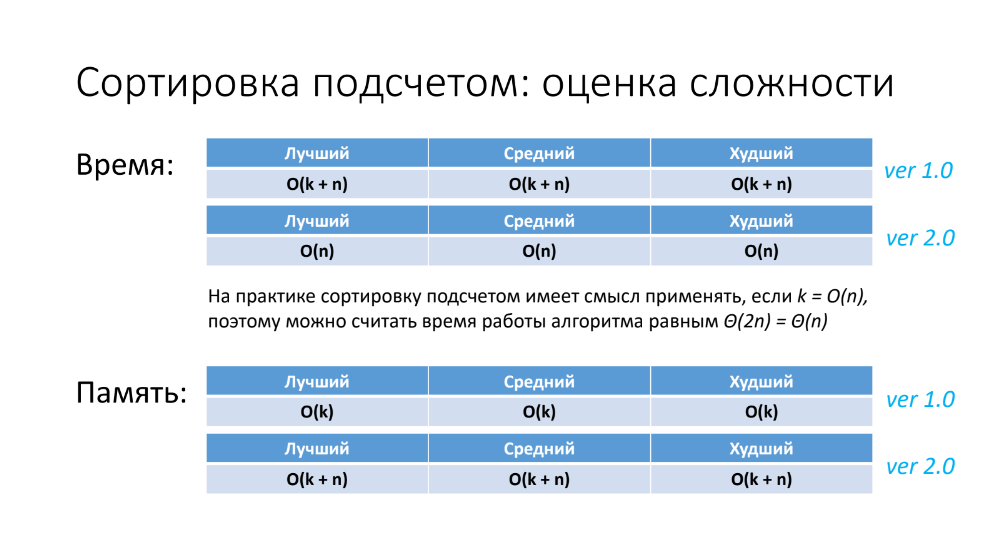 Сортировка подсчетом: оценка сложности
Время:
Лучший Средний Худший
O(k + n) O(k + n) O(k + n)
ver 1.0
Лучший Средний Худший
O(n) O(n) O(n)
ver 2.0
На практике сортировку подсчетом имеет смысл применять, если k = O(n),
поэтому можно считать время работы алгоритма равным Θ(2n) = Θ(n)
Память:
Лучший Средний Худший
O(k) O(k) O(k)
ver 1.0
Лучший Средний Худший
O(k + n) O(k + n) O(k + n)
ver 2.0